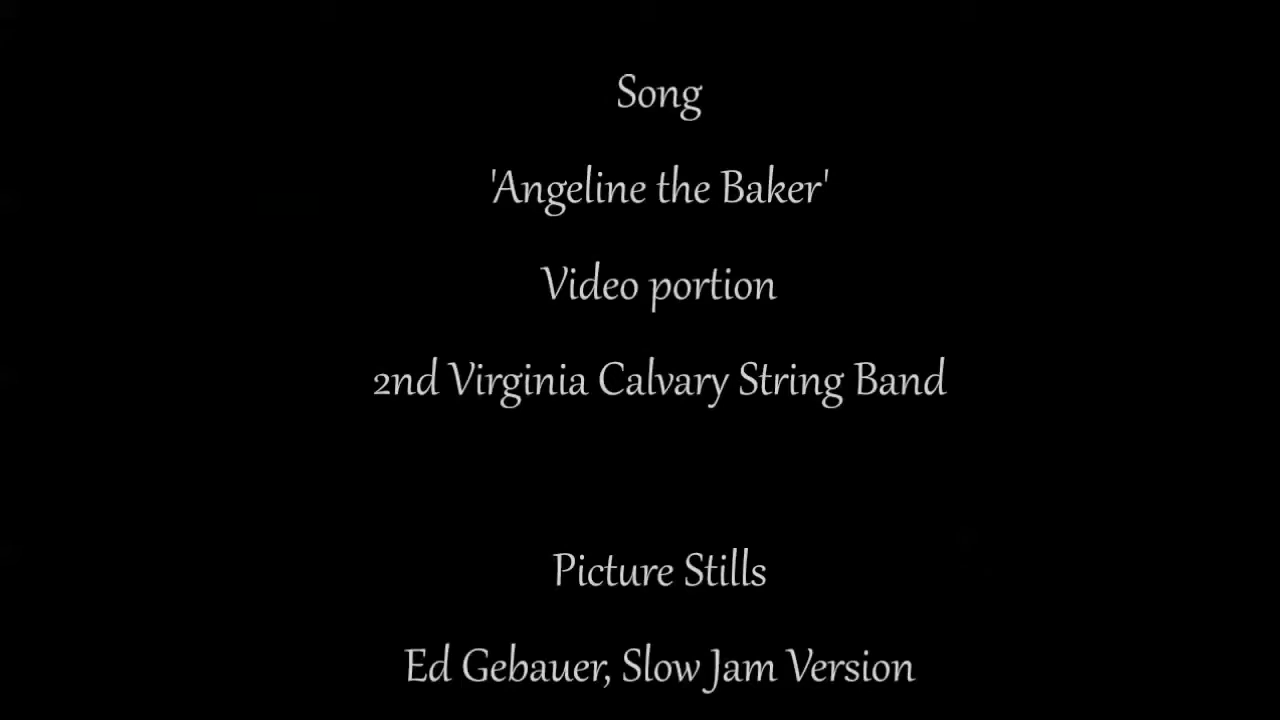 Song
'Angeline the Baker'
Video portion
2nd Virginia Calvary String Band
Picture Stills
Ed Gebauer, Slow Jam Version